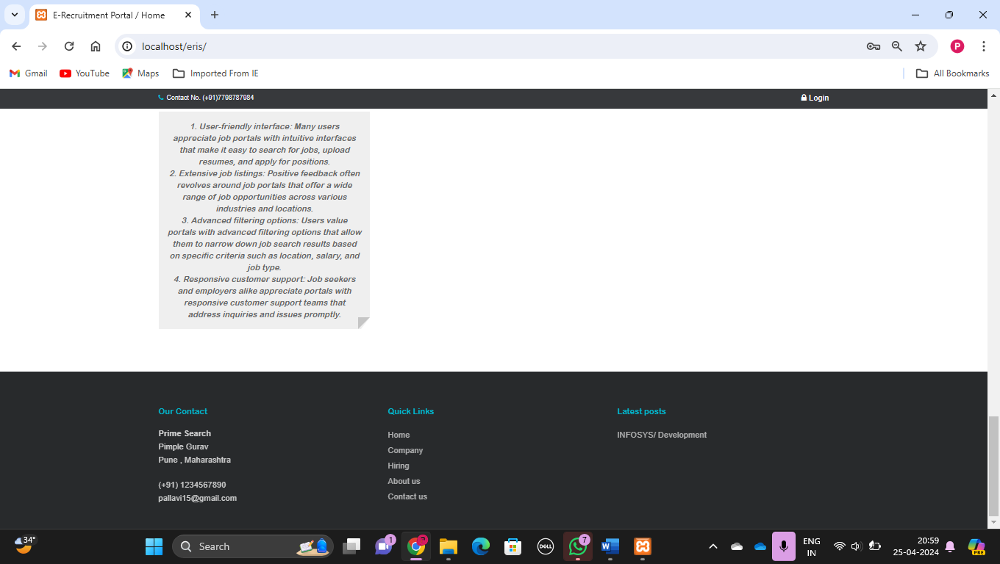 E-Recruitment Portal / Home
localhost/eris/
P
Gmail
YouTube
Maps
Imported From IE
All Bookmarks
Contact No. (+91)7798787984
Login
1. User-friendly interface: Many users
appreciate job portals with intuitive interfaces
that make it easy to search for jobs, upload
resumes, and apply for positions.
2. Extensive job listings: Positive feedback often
revolves around job portals that offer a wide
range of job opportunities across various
industries and locations.
3. Advanced filtering options: Users value
portals with advanced filtering options that allow
them to narrow down job search results based
on specific criteria such as location, salary, and
job type.
4. Responsive customer support: Job seekers
and employers alike appreciate portals with
responsive customer support teams that
address inquiries and issues promptly.
Our Contact
Prime Search
Pimple Gurav
Pune , Maharashtra
(+91) 1234567890
pallavi15@gmail.com
Quick Links
Home
Company
Hiring
About us
Contact us
Latest posts
INFOSYS/ Development
34°
Search
1
P
DELL
7
W
ENG
IN
20:59
25-04-2024
PRE